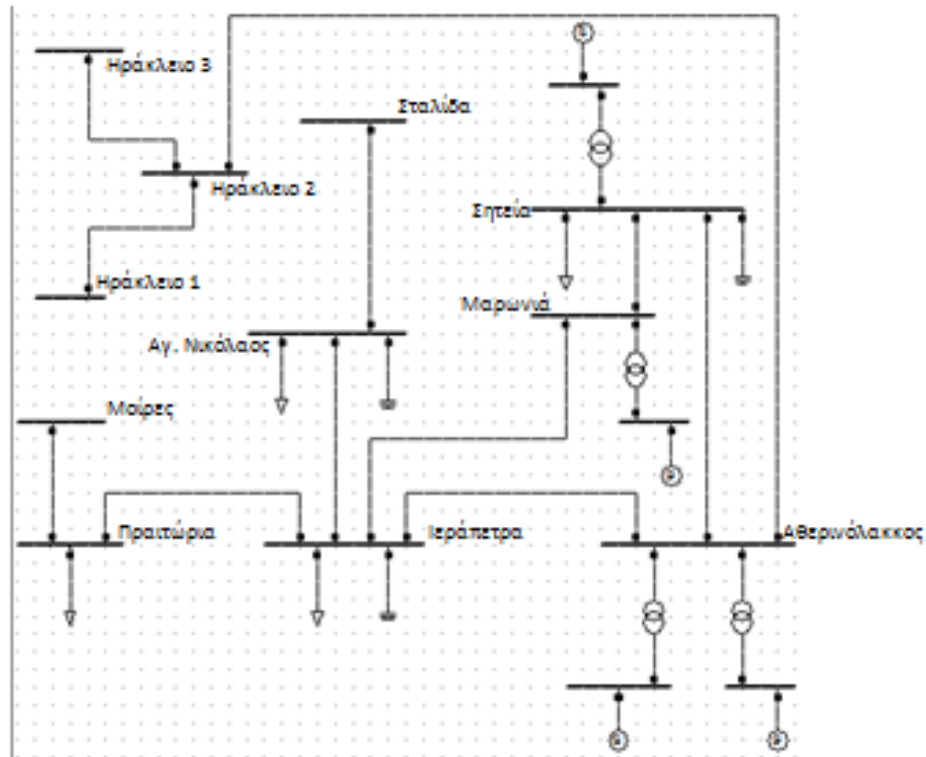 Ηράκλειο 3
Σταλίδα
Ηράκλειο 2
Σητεία
Ηράκλειο 1
Μαρωνιά
Αγ. Νικόλαος
Μοίρες
Πραιτώρια
Ιεράπετρα
Αθερινόλακκος